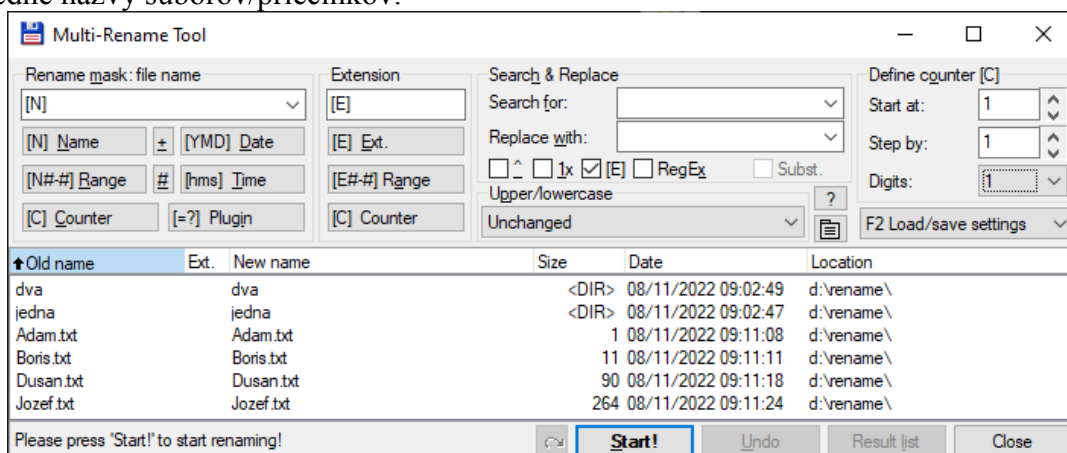 názvy súborov/priečinkov.
Multi-Rename Tool
Rename mask: file name
Extension
Search & Replace
Define counter [C]
[N]
[E]
Search for:
Start at:
1
[N] Name
+
[YMD] Date
[E] Ext.
Replace with:
Step by:
1
^
1x
[E]
RegEx
Subst.
[N#-#] Range
#
[hms] Time
[E#-#] Range
Digits:
1
Upper/lowercase
?
[C] Counter
[=?] Plugin
[C] Counter
Unchanged
F2 Load/save settings
Old name Ext. New name Size Date Location
dva dva <DIR> 08/11/2022 09:02:49 d:\rename\
jedna jedna <DIR> 08/11/2022 09:02:47 d:\rename\
Adam.txt Adam.txt 1 08/11/2022 09:11:08 d:\rename\
Boris.txt Boris.txt 11 08/11/2022 09:11:11 d:\rename\
Dusan.txt Dusan.txt 90 08/11/2022 09:11:18 d:\rename\
Jozef.txt Jozef.txt 264 08/11/2022 09:11:24 d:\rename\
Please press 'Start!' to start renaming!
Start!
Undo
Result list
Close